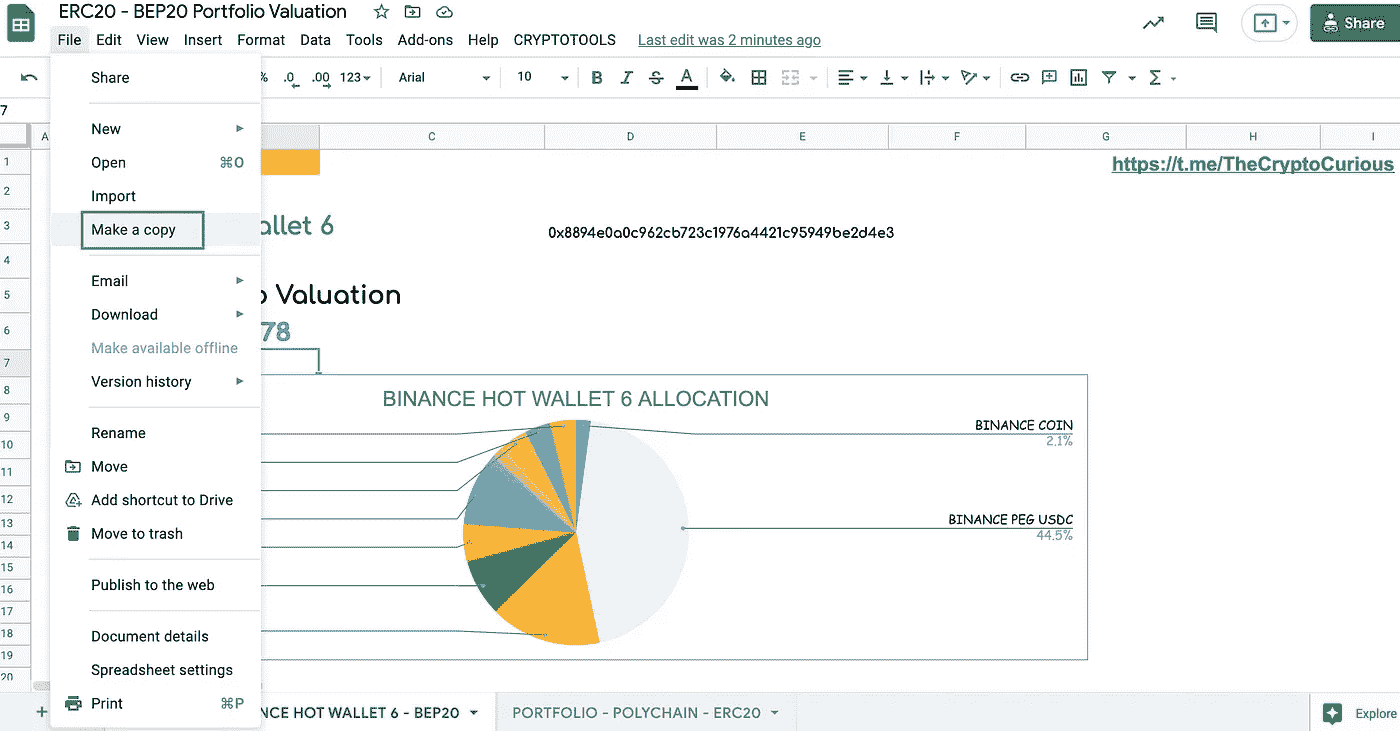 ERC20 - BEP20 Portfolio Valuation
File Edit View Insert Format Data Tools Add-ons Help CRYPTOTOOLS Last edit was 2 minutes ago
Share
% .0 .00 123 Arial 10 B I S A Σ
7
A C D E F G H I
1
2
3
4
5
6
7
8
9
10
11
12
13
14
15
16
17
18
19
20
Share
New
Open ⌘O
Import
Make a copy
Email
Download
Make available offline
Version history
Rename
Move
Add shortcut to Drive
Move to trash
Publish to the web
Document details
Spreadsheet settings
Print ⌘P
https://t.me/TheCryptoCurious
allet 6
0x8894e0a0c962cb723c1976a4421c95949be2d4e3
o Valuation
78
BINANCE HOT WALLET 6 ALLOCATION
BINANCE COIN
2.1%
BINANCE PEG USDC
44.5%
+ NCE HOT WALLET 6 - BEP20 PORTFOLIO - POLYCHAIN - ERC20 Explore